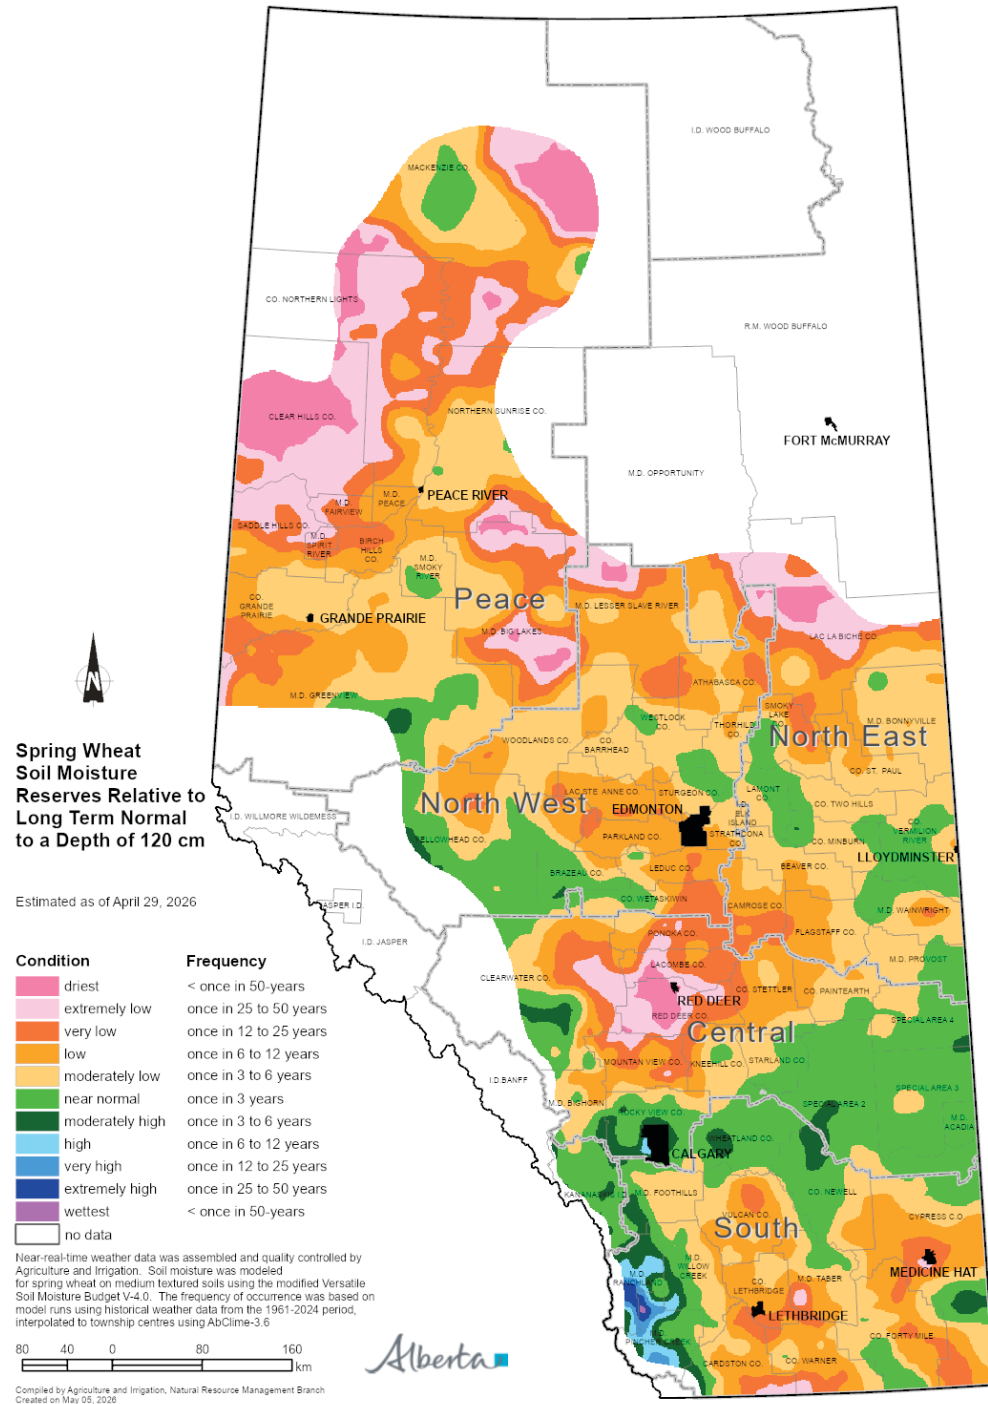 I.D. WOOD BUFFALO
MACKENZIE CO.
CO. NORTHERN LIGHTS
R.M. WOOD BUFFALO
CLEAR HILLS CO.
NORTHERN SUNRISE CO.
FORT McMURRAY
M.D. OPPORTUNITY
M.D.
PEACE
PEACE RIVER
M.D.
FAIRVIEW
SADDLE HILLS CO.
M.D.
SPIRIT
RIVER
BIRCH
HILLS
CO.
M.D.
SMOKY
RIVER
CO.
GRANDE
PRAIRIE
Peace
M.D. LESSER SLAVE RIVER
GRANDE PRAIRIE
M.D. BIG LAKES
LAC LA BICHE CO.
N
M.D. GREENVIEW
ATHABASCA CO.
WESTLOCK
CO.
THORHILD
CO.
SMOKY
LAKE
CO.
M.D. BONNYVILLE
North East
WOODLANDS CO.
CO.
BARRHEAD
CO. ST. PAUL
Spring Wheat
Soil Moisture
Reserves Relative to
Long Term Normal
to a Depth of 120 cm
North West
LAC STE ANNE CO.
STURGEON CO.
LAMONT
CO.
EDMONTON
I.D.
ELK
ISLAND
CO. TWO HILLS
I.D. WILLMORE WILDERNESS
YELLOWHEAD CO.
PARKLAND CO.
STRATHCONA
CO.
CO. MINBURN
CO.
VERMILION
RIVER
LLOYDMINSTER
BRAZEAU CO.
LEDUC CO.
BEAVER CO.
CO. WETASKIWIN
CAMROSE CO.
M.D. WAINWRIGHT
Estimated as of April 29, 2026
JASPER I.D.
I.D. JASPER
PONOKA CO.
FLAGSTAFF CO.
M.D. PROVOST
CLEARWATER CO.
LACOMBE CO.
CO. STETTLER
CO. PAINTEARTH
RED DEER
RED DEER CO.
Central
SPECIAL AREA 4
MOUNTAIN VIEW CO.
KNEEHILL CO.
STARLAND CO.
I.D.BANFF
M.D. BIGHORN
ROCKY VIEW CO.
SPECIAL AREA 2
SPECIAL AREA 3
M.D.
ACADIA
WHEATLAND CO.
CALGARY
KANANASKIS I.D.
M.D. FOOTHILLS
CO. NEWELL
VULCAN CO.
South
CYPRESS C.O.
M.D.
RANCHLAND
M.D.
WILLOW
CREEK
CO.
LETHBRIDGE
M.D. TABER
MEDICINE HAT
LETHBRIDGE
M.D.
PINCHER CREEK
CO. FORTY MILE
CARDSTON CO.
CO. WARNER
Condition Frequency
driest < once in 50-years
extremely low once in 25 to 50 years
very low once in 12 to 25 years
low once in 6 to 12 years
moderately low once in 3 to 6 years
near normal once in 3 years
moderately high once in 3 to 6 years
high once in 6 to 12 years
very high once in 12 to 25 years
extremely high once in 25 to 50 years
wettest < once in 50-years
no data
Near-real-time weather data was assembled and quality controlled by
Agriculture and Irrigation. Soil moisture was modeled
for spring wheat on medium textured soils using the modified Versatile
Soil Moisture Budget V-4.0. The frequency of occurrence was based on
model runs using historical weather data from the 1961-2024 period,
interpolated to township centres using AbClime-3.6
80 40 0 80 160
km
Alberta
Compiled by Agriculture and Irrigation, Natural Resource Management Branch
Created on May 05, 2026